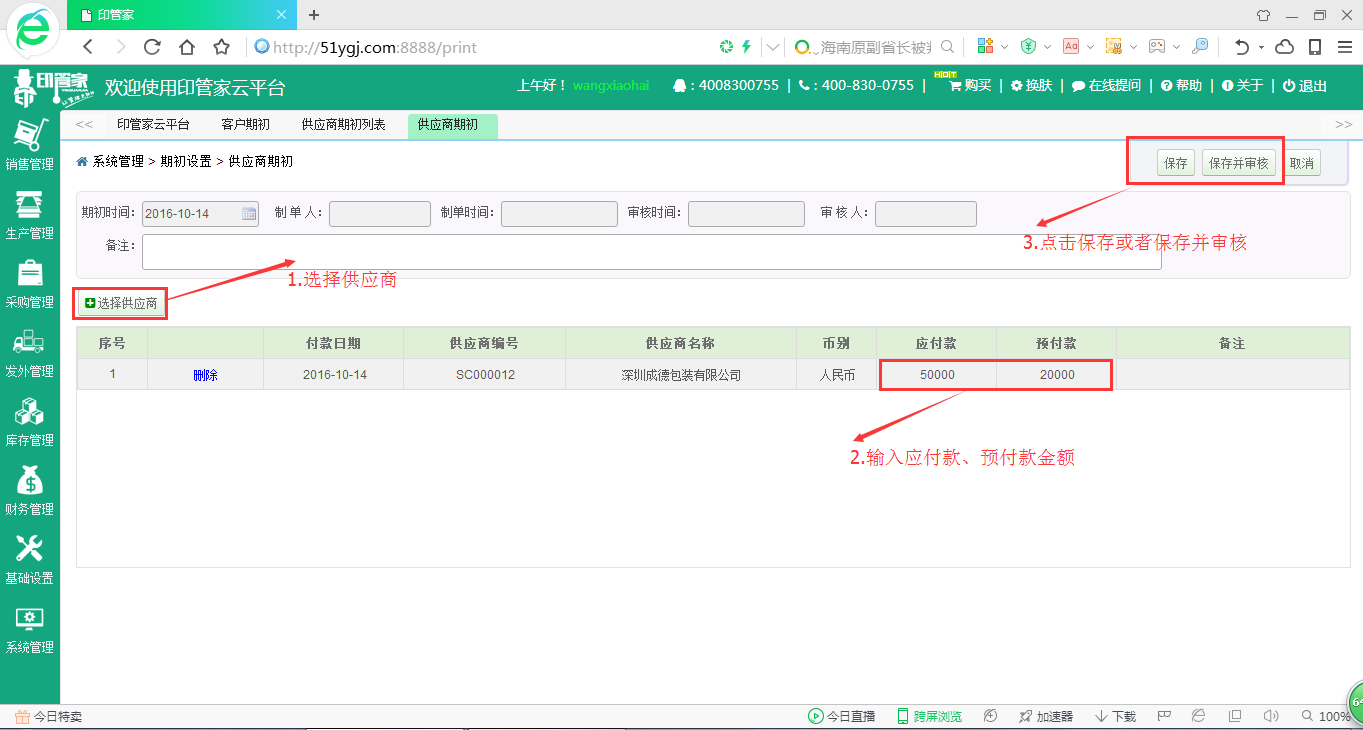 印管家
http://51ygj.com:8888/print
海南原副省长被
印管家
欢迎使用印管家云平台
上午好！ wangxiaohai
: 4008300755 | : 400-830-0755 | HOT 购买 | 换肤 | 在线提问 | 帮助 | 关于 | 退出
<< 印管家云平台 客户期初 供应商期初列表 供应商期初 >>
销售管理
生产管理
采购管理
发外管理
库存管理
财务管理
基础设置
系统管理
系统管理 > 期初设置 > 供应商期初
保存 保存并审核 取消
期初时间: 2016-10-14 制 单 人: 制单时间: 审核时间: 审 核 人:
备注:
3.点击保存或者保存并审核
1.选择供应商
选择供应商
序号 付款日期 供应商编号 供应商名称 币别 应付款 预付款 备注
1 删除 2016-10-14 SC000012 深圳成德包装有限公司 人民币 50000 20000
2.输入应付款、预付款金额
今日特卖 今日直播 跨屏浏览 加速器 下载 100%
64